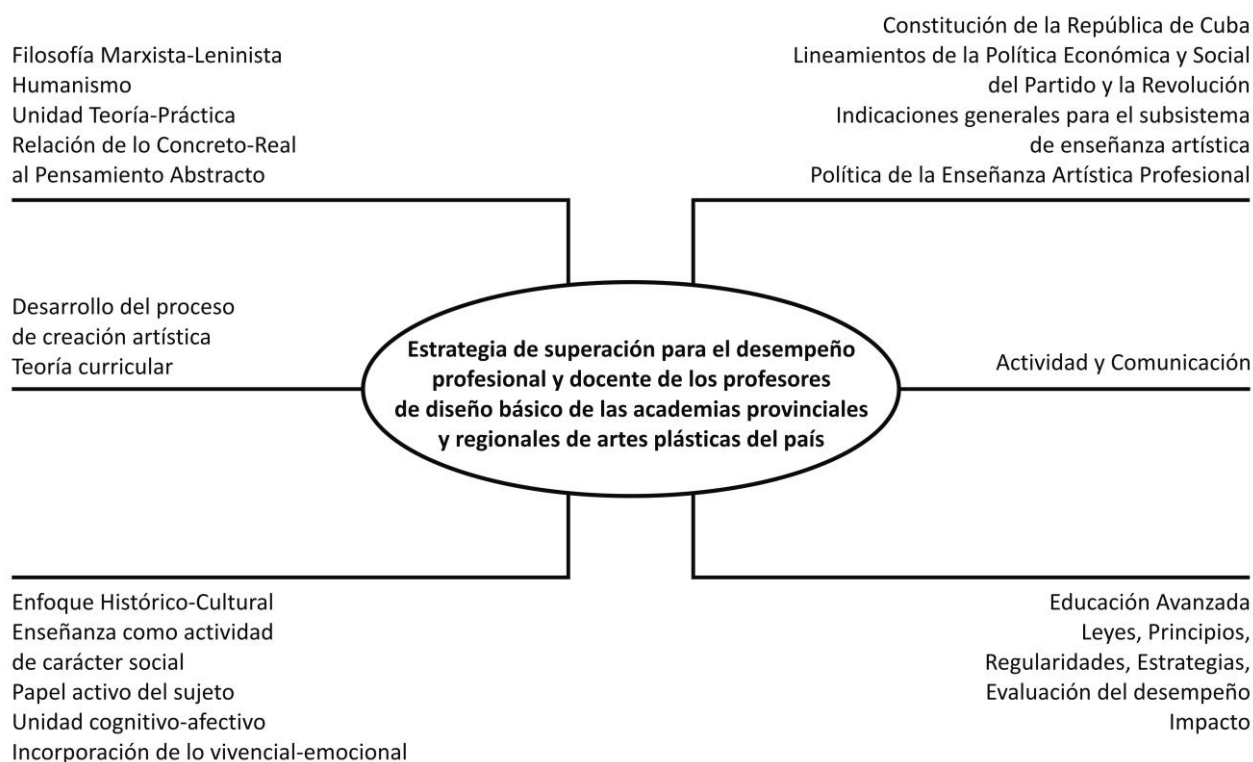 Filosofía Marxista-Leninista
Humanismo
Unidad Teoría-Práctica
Relación de lo Concreto-Real
al Pensamiento Abstracto
Constitución de la República de Cuba
Lineamientos de la Política Económica y Social
del Partido y la Revolución
Indicaciones generales para el subsistema
de enseñanza artística
Política de la Enseñanza Artística Profesional
Desarrollo del proceso
de creación artística
Teoría curricular
Estrategia de superación para el desempeño
profesional y docente de los profesores
de diseño básico de las academias provinciales
y regionales de artes plásticas del país
Actividad y Comunicación
Enfoque Histórico-Cultural
Enseñanza como actividad
de carácter social
Papel activo del sujeto
Unidad cognitivo-afectivo
Incorporación de lo vivencial-emocional
Educación Avanzada
Leyes, Principios,
Regularidades, Estrategias,
Evaluación del desempeño
Impacto